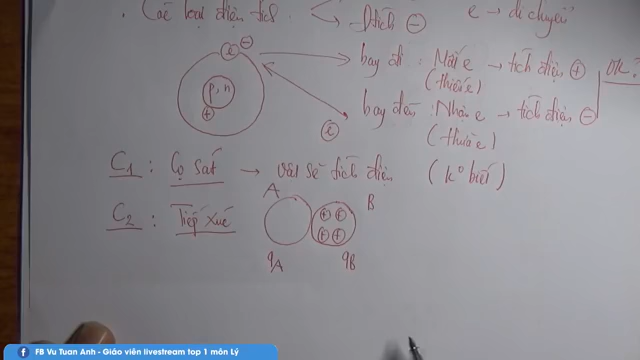 . Các loại điện tích
Đtích ⊖
e → di chuyển
e ⊖
bay đi : Mất e → tích điện ⊕
(thiếu e)
OK ?
p, n
⊕
bay đến : Nhận e → tích điện ⊖
(thừa e)
e
C1 : Cọ sát → vật sẽ tích điện (k° biết)
C2 : Tiếp xúc
A
B
⊕ ⊕
⊕ ⊕
qA
qB
FB Vu Tuan Anh - Giáo viên livestream top 1 môn Lý